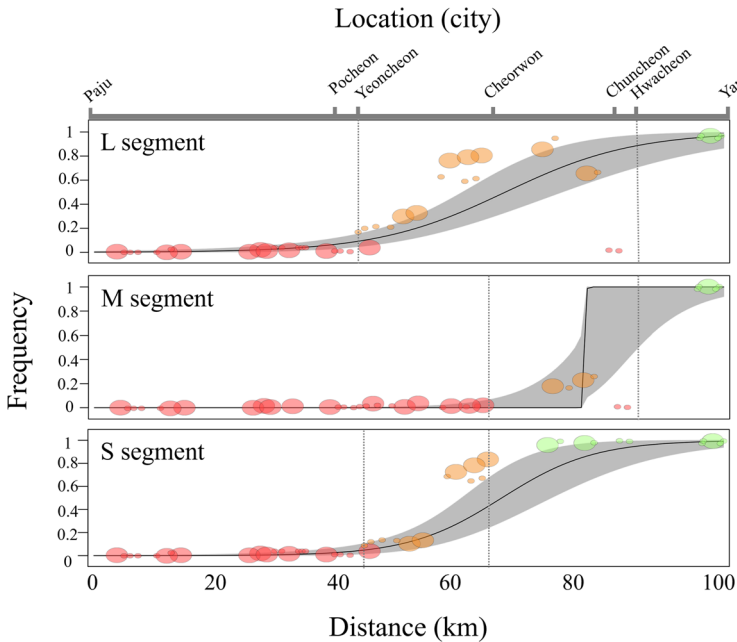 Location (city)
Paju
Pocheon
Yeoncheon
Cheorwon
Chuncheon
Hwacheon
L segment
1
0.8
0.6
0.4
0.2
0
M segment
1
0.8
0.6
0.4
0.2
0
Frequency
S segment
1
0.8
0.6
0.4
0.2
0
0 20 40 60 80 100
Distance (km)